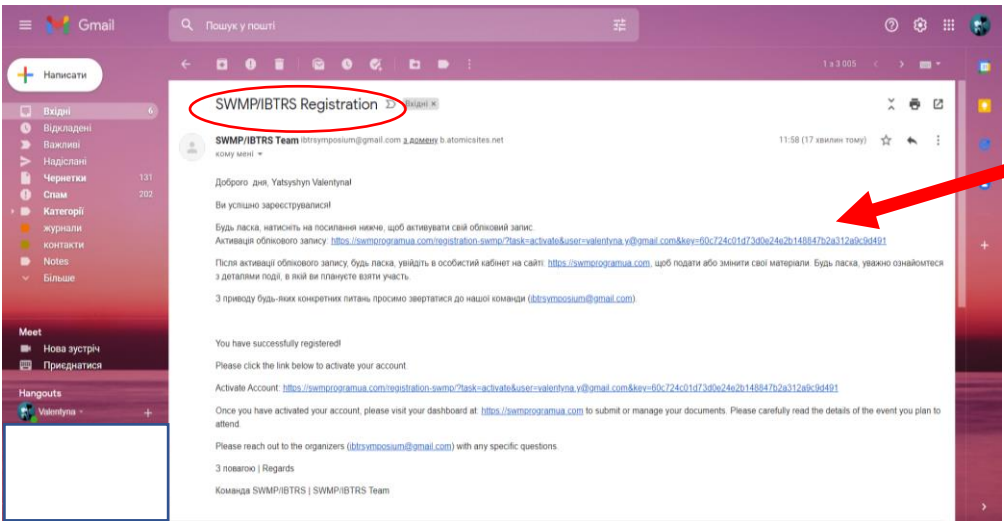 Gmail
Пошук у пошті
Написати
1 з 3 005
Вхідні 6
Відкладені
Важливі
Надіслані
Чернетки 131
Спам 202
Категорії
журнали
контакти
Notes
Більше
Meet
Нова зустріч
Приєднатися
Hangouts
Valentyna
SWMP/IBTRS Registration Вхідні ×
SWMP/IBTRS Team ibtrsymposium@gmail.com з домену b.atomicsites.net 11:58 (17 хвилин тому)
кому мені
Доброго дня, Yatsyshyn Valentyna!
Ви успішно зареєструвалися!
Будь ласка, натисніть на посилання нижче, щоб активувати свій обліковий запис.
Активація облікового запису: https://swmprogramua.com/registration-swmp/?task=activate&user=valentyna.y@gmail.com&key=60c724c01d73d0e24e2b148847b2a312a9c9d491
Після активації облікового запису, будь ласка, увійдіть в особистий кабінет на сайті: https://swmprogramua.com, щоб подати або змінити свої матеріали. Будь ласка, уважно ознайомтеся
з деталями події, в якій ви плануєте взяти участь.
З приводу будь-яких конкретних питань просимо звертатися до нашої команди (ibtrsymposium@gmail.com)
You have successfully registered!
Please click the link below to activate your account
Activate Account: https://swmprogramua.com/registration-swmp/?task=activate&user=valentyna.y@gmail.com&key=60c724c01d73d0e24e2b148847b2a312a9c9d491
Once you have activated your account, please visit your dashboard at: https://swmprogramua.com to submit or manage your documents. Please carefully read the details of the event you plan to
attend.
Please reach out to the organizers (ibtrsymposium@gmail.com) with any specific questions.
З повагою | Regards
Команда SWMP/IBTRS | SWMP/IBTRS Team